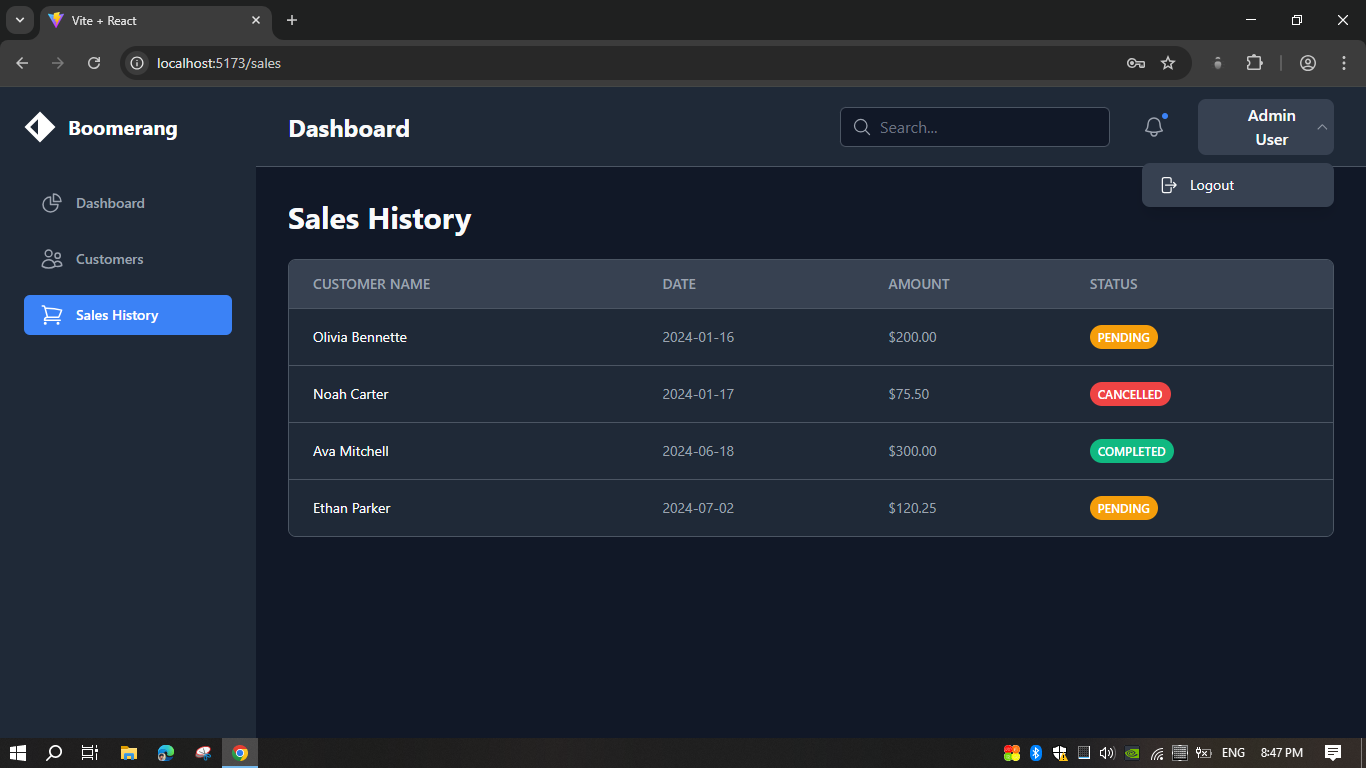 Vite + React
localhost:5173/sales
Boomerang
Dashboard
Search...
Admin
User
Logout
Dashboard
Customers
Sales History
Sales History
CUSTOMER NAME DATE AMOUNT STATUS
Olivia Bennette 2024-01-16 $200.00 PENDING
Noah Carter 2024-01-17 $75.50 CANCELLED
Ava Mitchell 2024-06-18 $300.00 COMPLETED
Ethan Parker 2024-07-02 $120.25 PENDING
ENG 8:47 PM